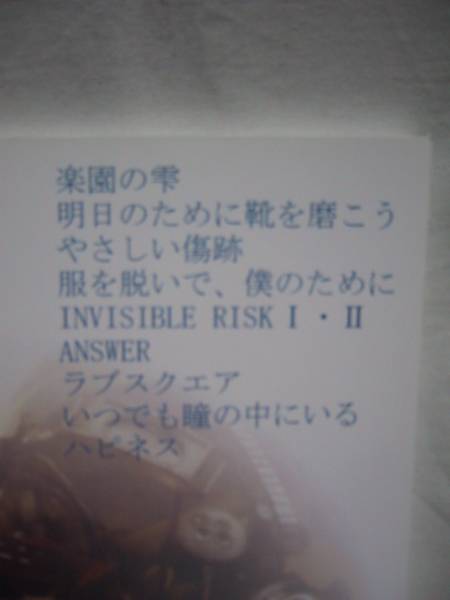 楽園の雫
明日のために靴を磨こう
やさしい傷跡
服を脱いで、僕のために
INVISIBLE RISK Ⅰ・Ⅱ
ANSWER
ラブスクエア
いつでも瞳の中にいる
ハピネス